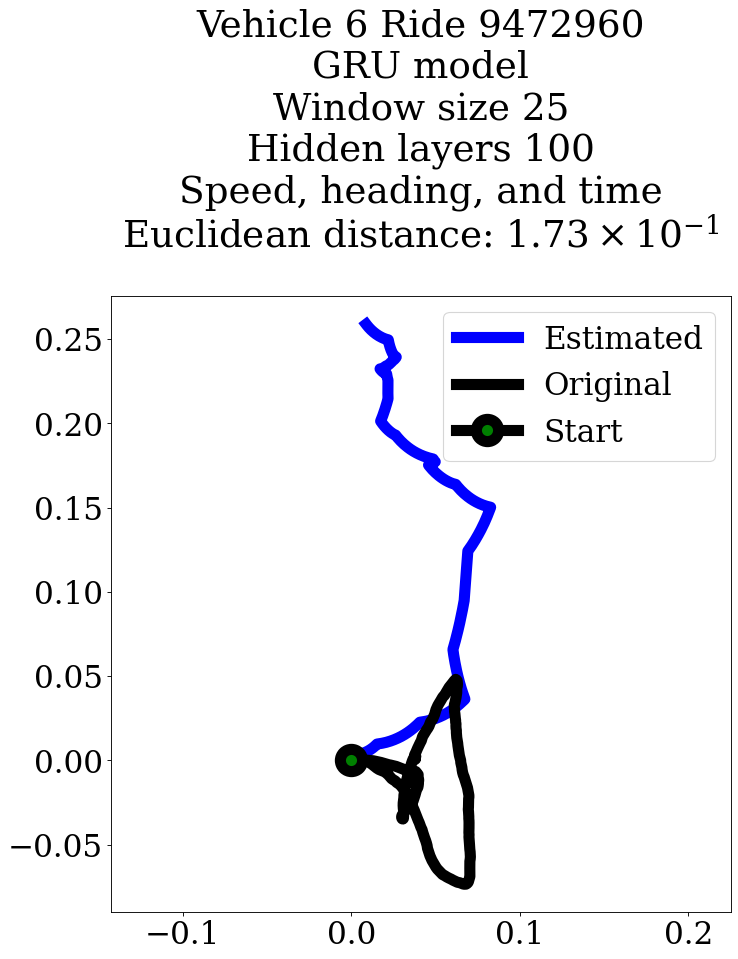 Vehicle 6 Ride 9472960
GRU model
Window size 25
Hidden layers 100
Speed, heading, and time
Euclidean distance: 1.73 × 10⁻¹
Estimated
Original
Start
0.25
0.20
0.15
0.10
0.05
0.00
−0.05
−0.1
0.0
0.1
0.2